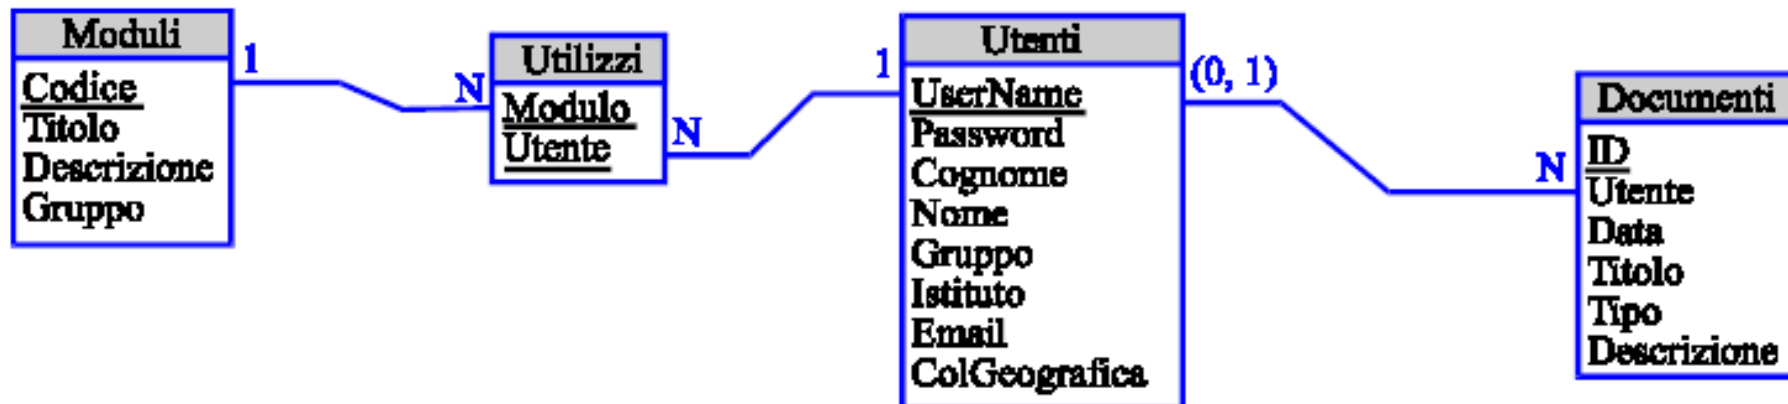 Moduli
Codice
Titolo
Descrizione
Gruppo
1
N
Utilizzi
Modulo
Utente
N
1
Utenti
UserName
Password
Cognome
Nome
Gruppo
Istituto
Email
ColGeografica
(0, 1)
N
Documenti
ID
Utente
Data
Titolo
Tipo
Descrizione